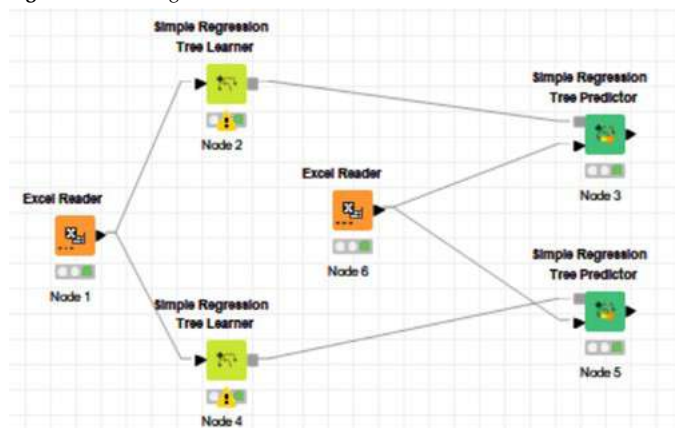 Simple Regression
Tree Learner
Node 2
Simple Regression
Tree Predictor
Node 3
Excel Reader
Node 6
Excel Reader
Node 1
Simple Regression
Tree Predictor
Node 5
Simple Regression
Tree Learner
Node 4